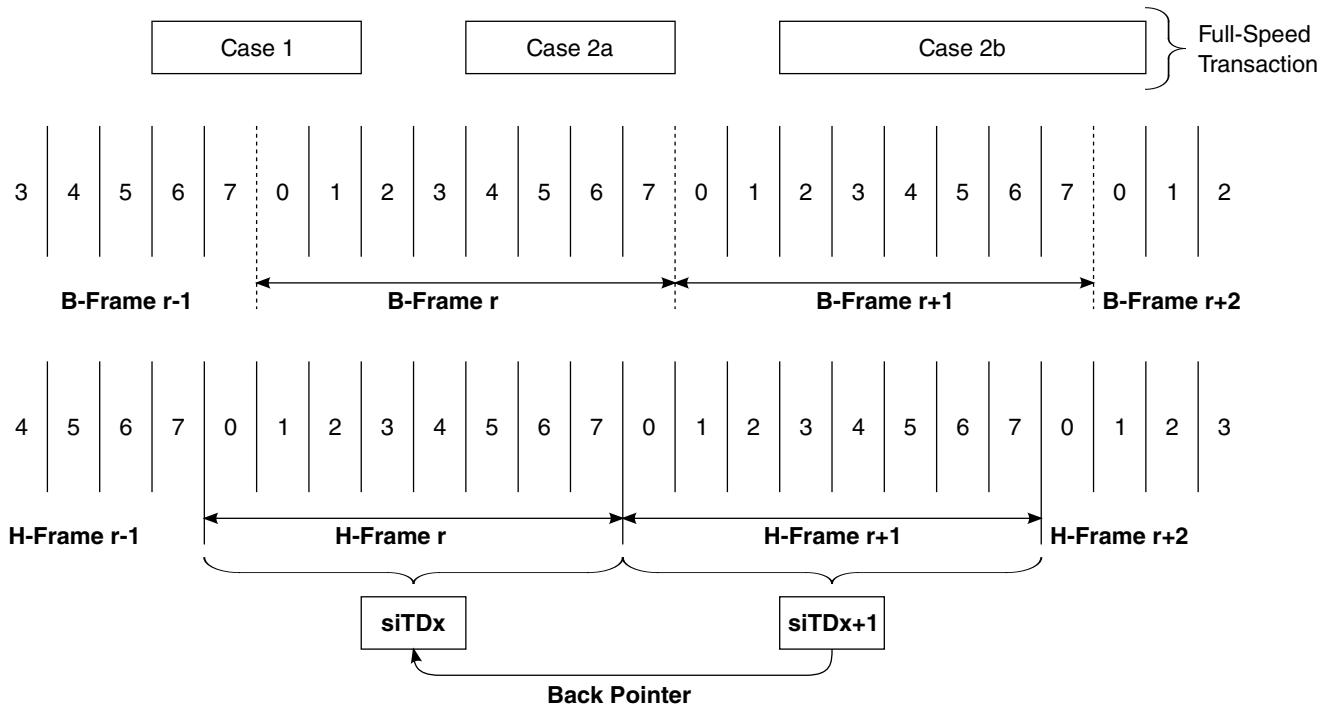 Case 1 Case 2a Case 2b Full-Speed
Transaction
3 4 5 6 7 0 1 2 3 4 5 6 7 0 1 2 3 4 5 6 7 0 1 2
B-Frame r-1 B-Frame r B-Frame r+1 B-Frame r+2
4 5 6 7 0 1 2 3 4 5 6 7 0 1 2 3 4 5 6 7 0 1 2 3
H-Frame r-1 H-Frame r H-Frame r+1 H-Frame r+2
siTDx siTDx+1
Back Pointer